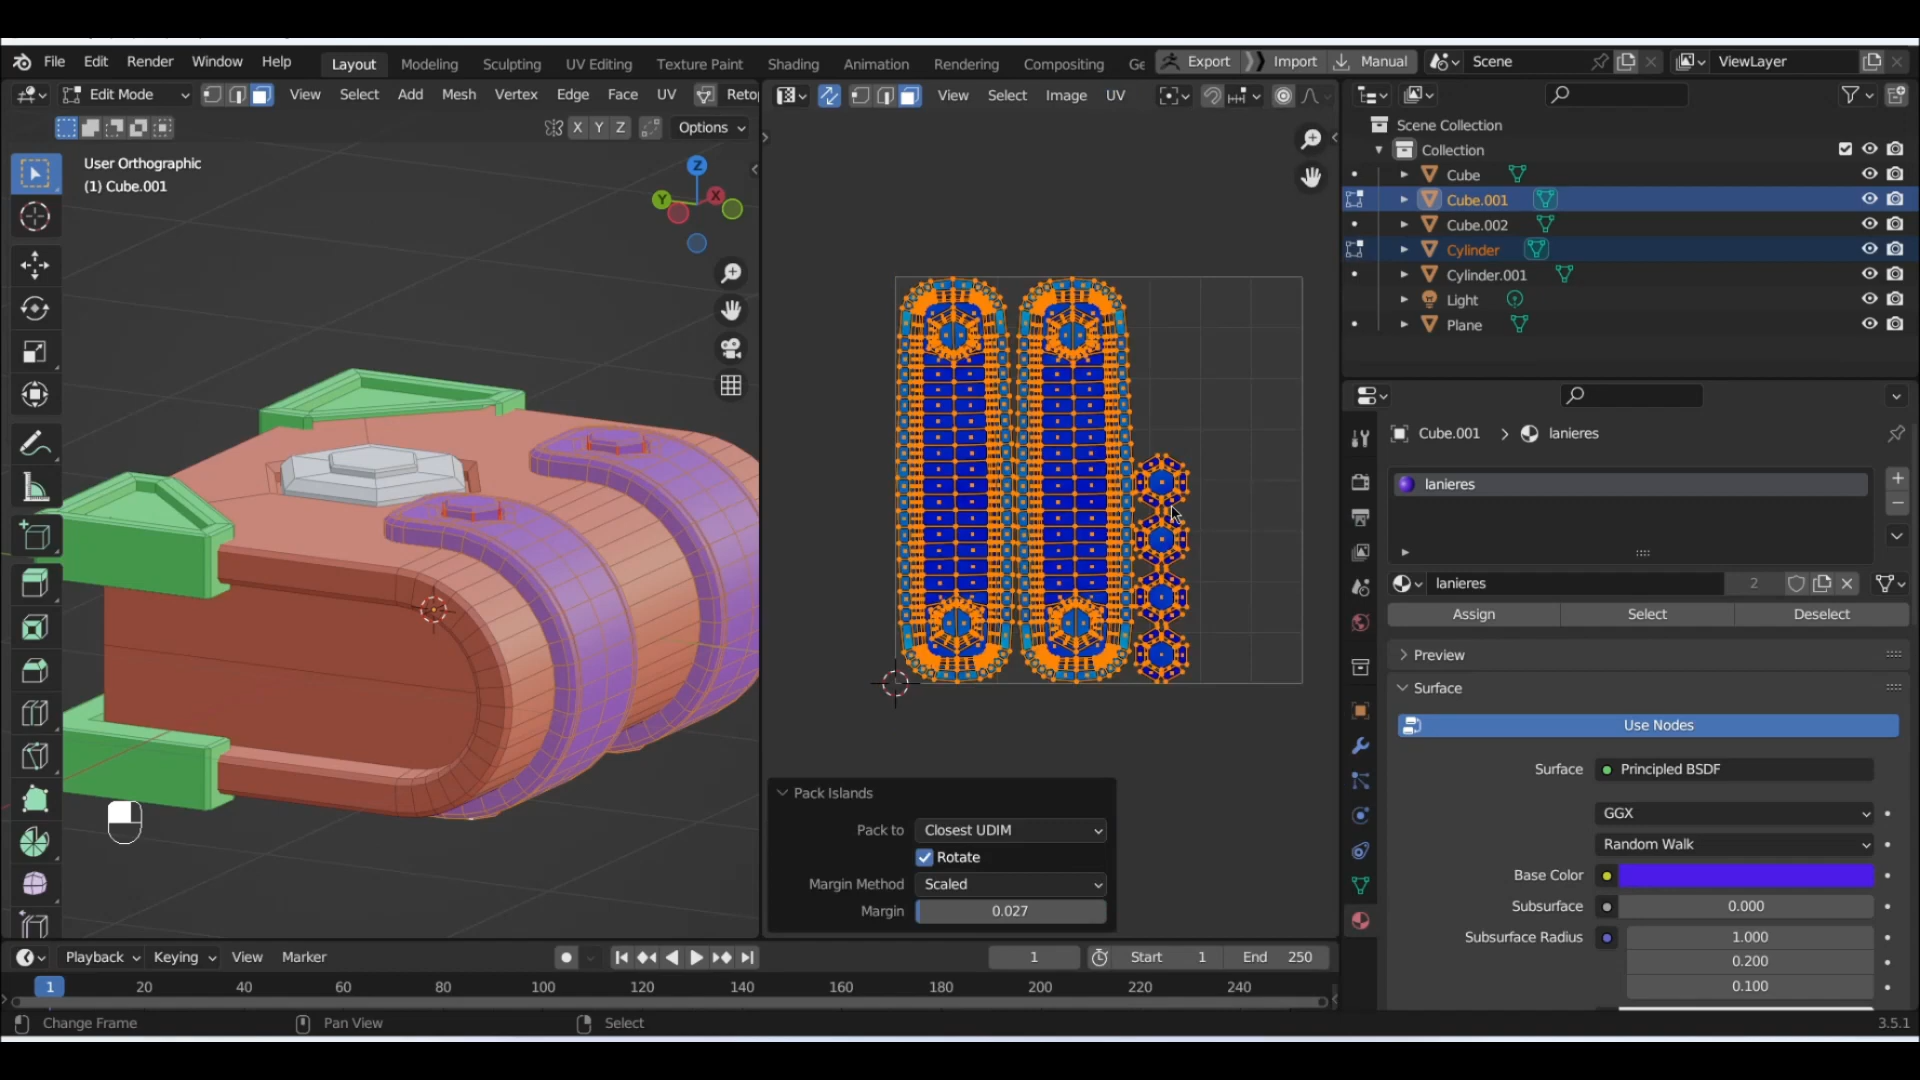 File Edit Render Window Help Layout Modeling Sculpting UV Editing Texture Paint Shading Animation Rendering Compositing Ge Export Import Manual Scene ViewLayer
Edit Mode View Select Add Mesh Vertex Edge Face UV Reto View Select Image UV
X Y Z Options
User Orthographic
(1) Cube.001
Z
Y
X
Scene Collection
Collection
Cube
Cube.001
Cube.002
Cylinder
Cylinder.001
Light
Plane
Cube.001 > lanieres
lanieres
lanieres 2
Assign Select Deselect
Preview
Surface
Use Nodes
Surface Principled BSDF
GGX
Random Walk
Base Color
Subsurface 0.000
Subsurface Radius 1.000
0.200
0.100
Pack Islands
Pack to Closest UDIM
Rotate
Margin Method Scaled
Margin 0.027
Playback Keying View Marker 1 Start 1 End 250
1 20 40 60 80 100 120 140 160 180 200 220 240
Change Frame Pan View Select 3.5.1